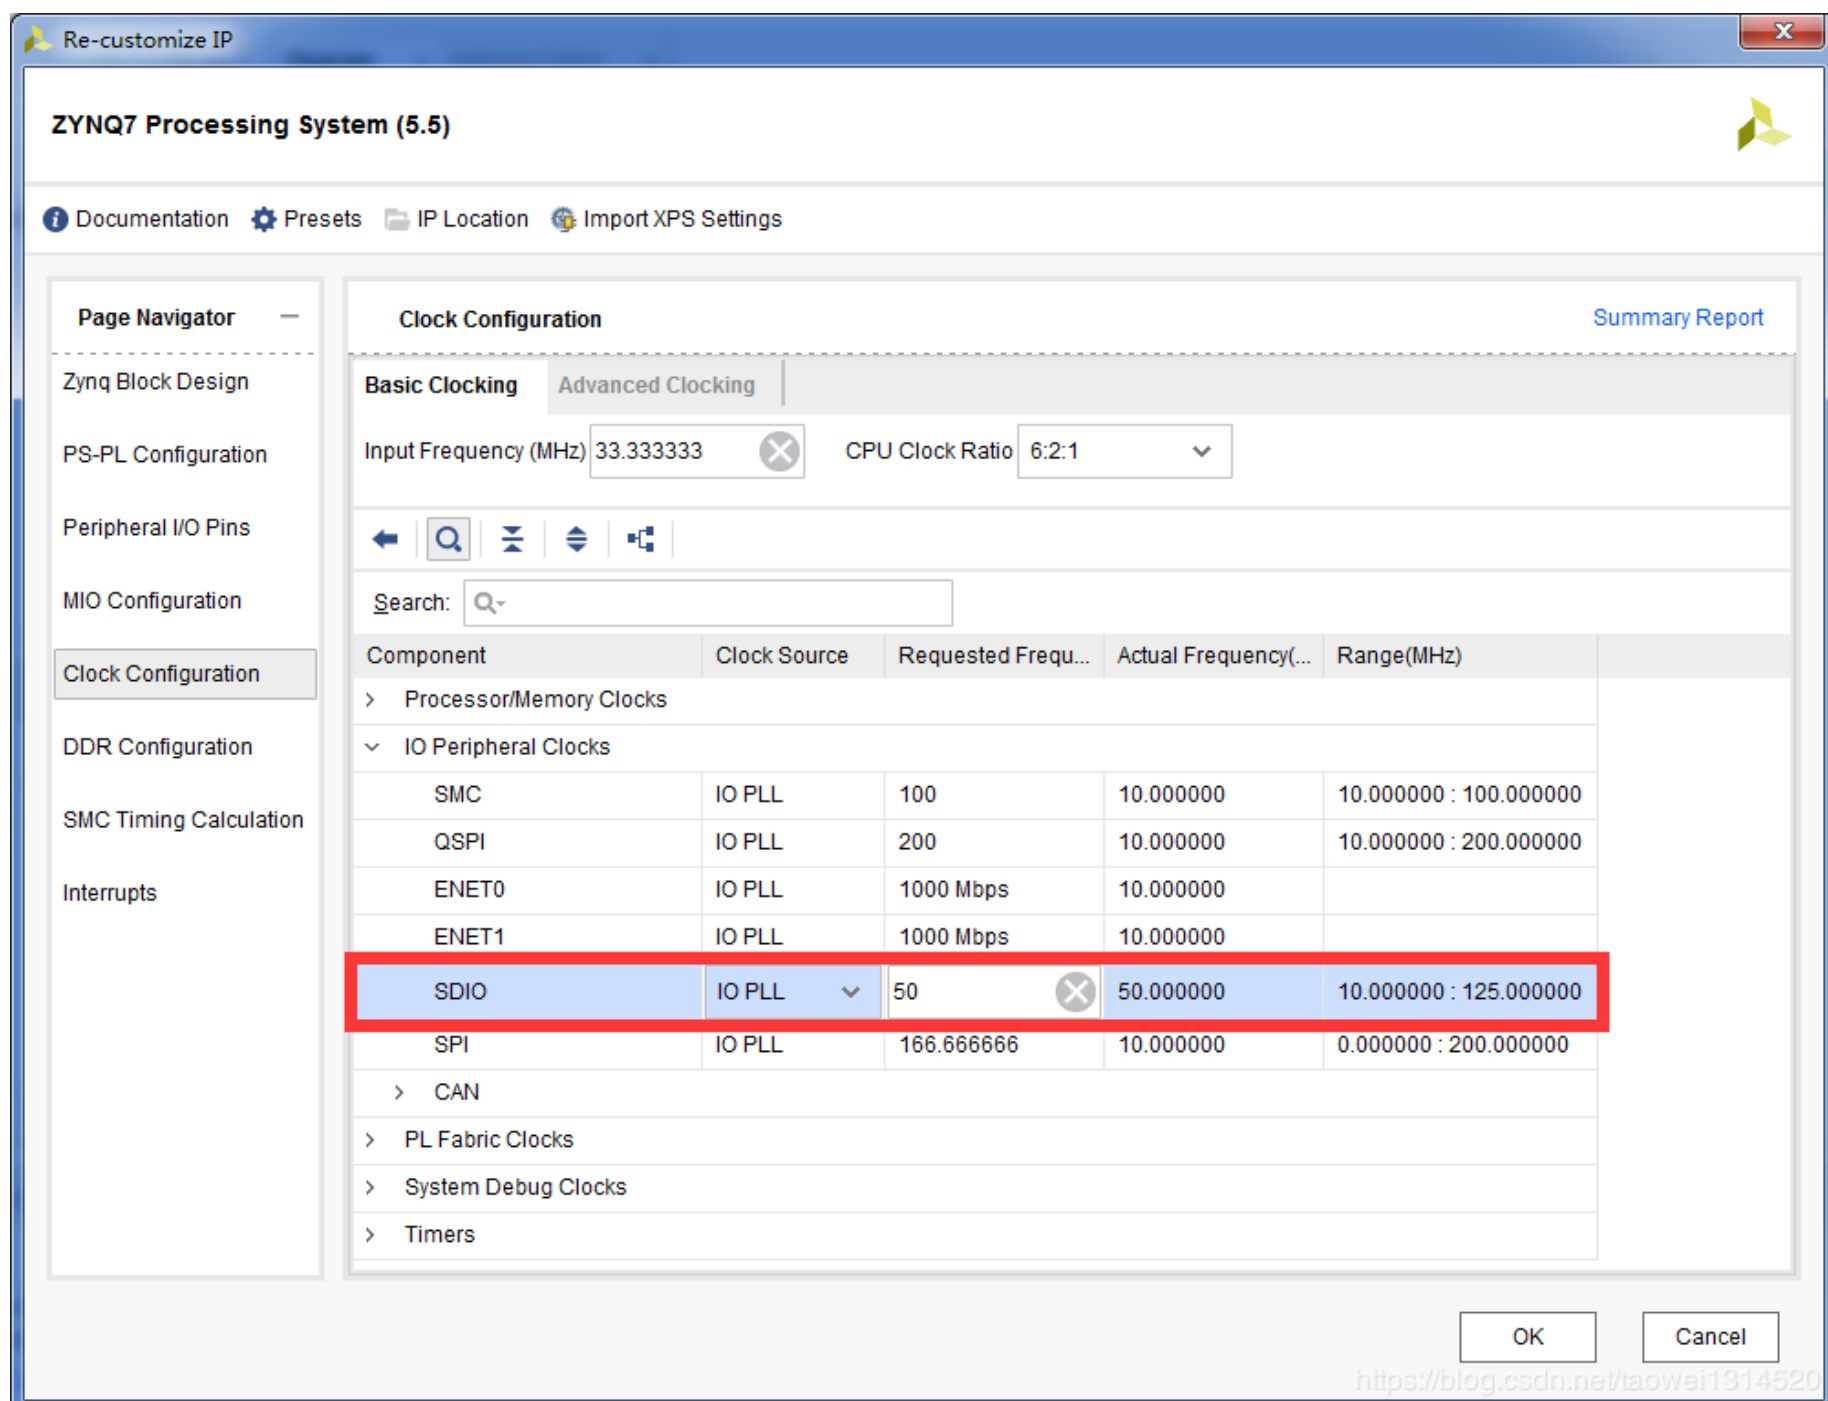 Re-customize IP
ZYNQ7 Processing System (5.5)
Documentation Presets IP Location Import XPS Settings
Page Navigator
Zynq Block Design
PS-PL Configuration
Peripheral I/O Pins
MIO Configuration
Clock Configuration
DDR Configuration
SMC Timing Calculation
Interrupts
Clock Configuration Summary Report
Basic Clocking Advanced Clocking
Input Frequency (MHz) 33.333333 CPU Clock Ratio 6:2:1
Search:
Component Clock Source Requested Frequ... Actual Frequency(... Range(MHz)
Processor/Memory Clocks
IO Peripheral Clocks
SMC IO PLL 100 10.000000 10.000000 : 100.000000
QSPI IO PLL 200 10.000000 10.000000 : 200.000000
ENET0 IO PLL 1000 Mbps 10.000000
ENET1 IO PLL 1000 Mbps 10.000000
SDIO IO PLL 50 50.000000 10.000000 : 125.000000
SPI IO PLL 166.666666 10.000000 0.000000 : 200.000000
CAN
PL Fabric Clocks
System Debug Clocks
Timers
OK Cancel
https://blog.csdn.net/taowei1314520